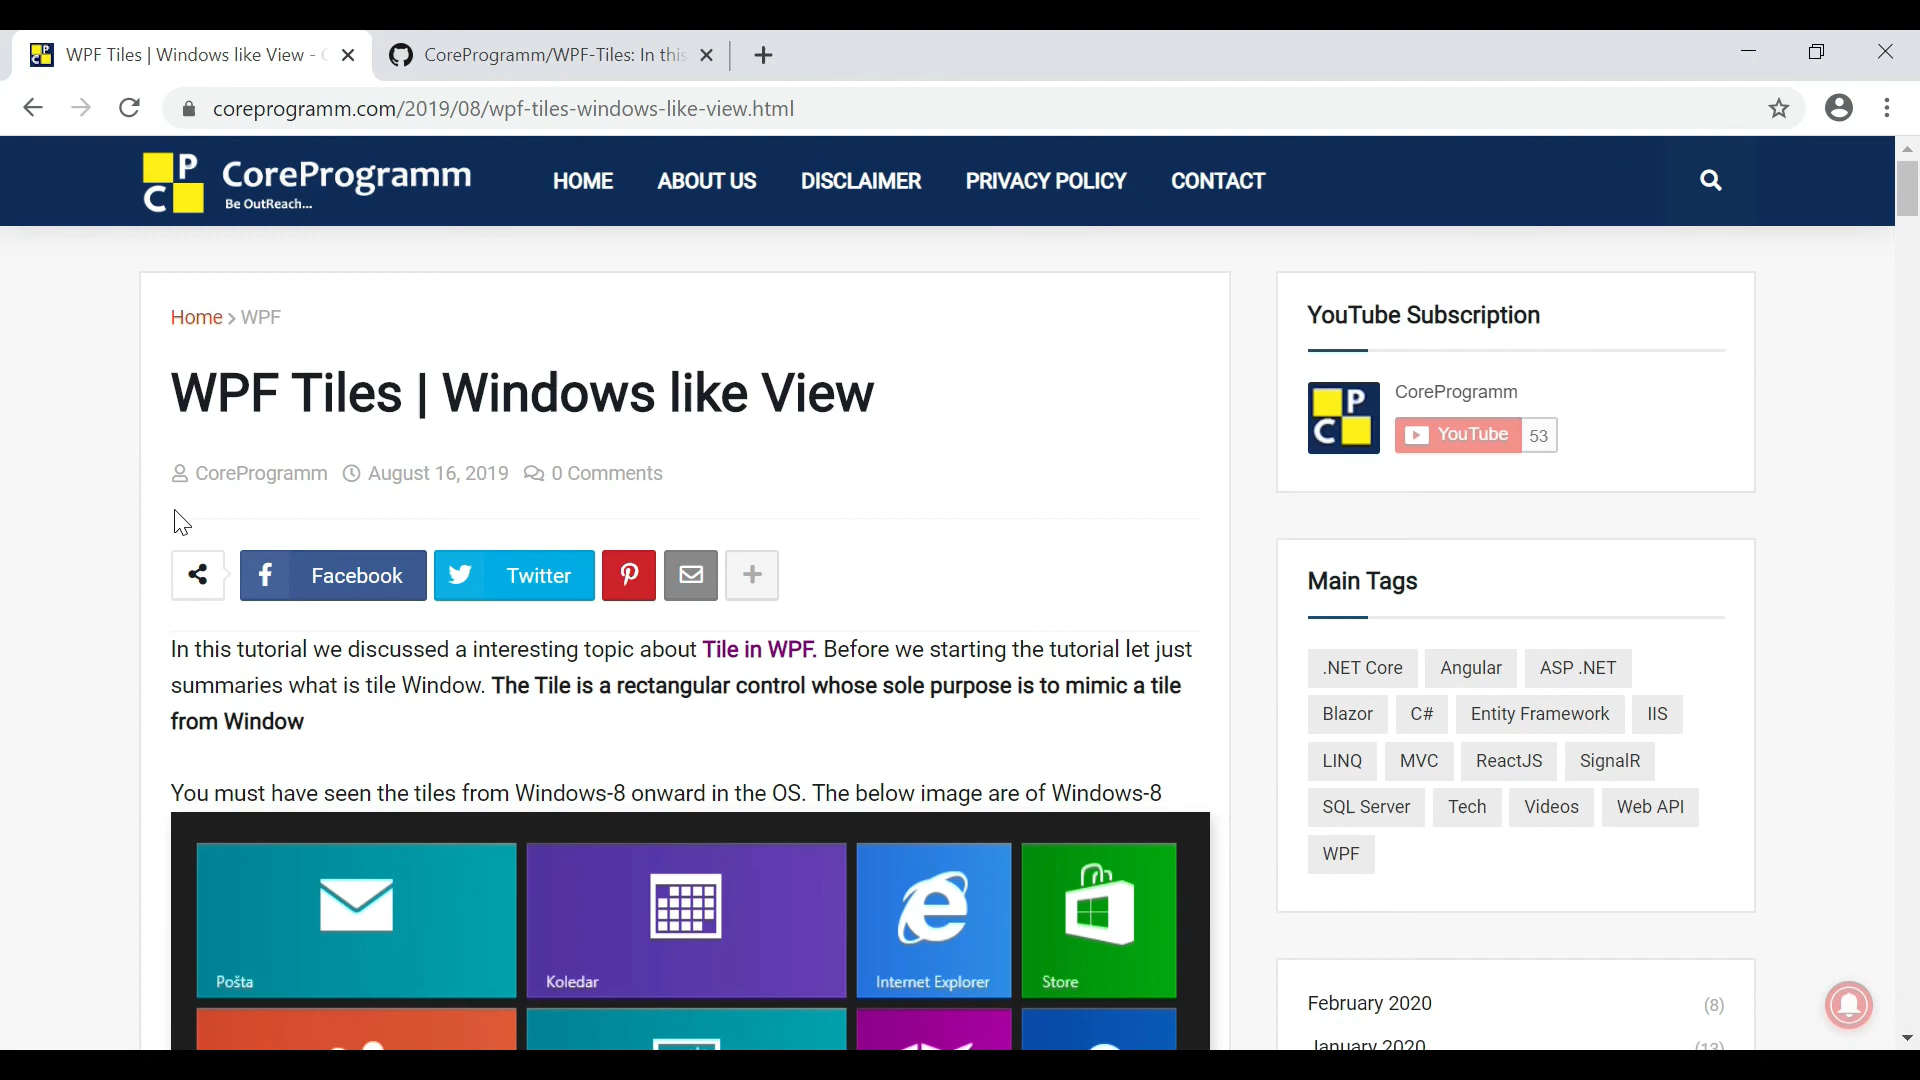 WPF Tiles | Windows like View -
CoreProgramm/WPF-Tiles: In this
coreprogramm.com/2019/08/wpf-tiles-windows-like-view.html
P
C
CoreProgramm
Be OutReach...
HOME
ABOUT US
DISCLAIMER
PRIVACY POLICY
CONTACT
Home > WPF
WPF Tiles | Windows like View
CoreProgramm August 16, 2019 0 Comments
Facebook
Twitter
In this tutorial we discussed a interesting topic about Tile in WPF. Before we starting the tutorial let just
summaries what is tile Window. The Tile is a rectangular control whose sole purpose is to mimic a tile
from Window
You must have seen the tiles from Windows-8 onward in the OS. The below image are of Windows-8
Pošta
Koledar
Internet Explorer
Store
YouTube Subscription
P
C
CoreProgramm
YouTube 53
Main Tags
.NET Core Angular ASP .NET
Blazor C# Entity Framework IIS
LINQ MVC ReactJS SignalR
SQL Server Tech Videos Web API
WPF
February 2020 (8)
January 2020 (13)